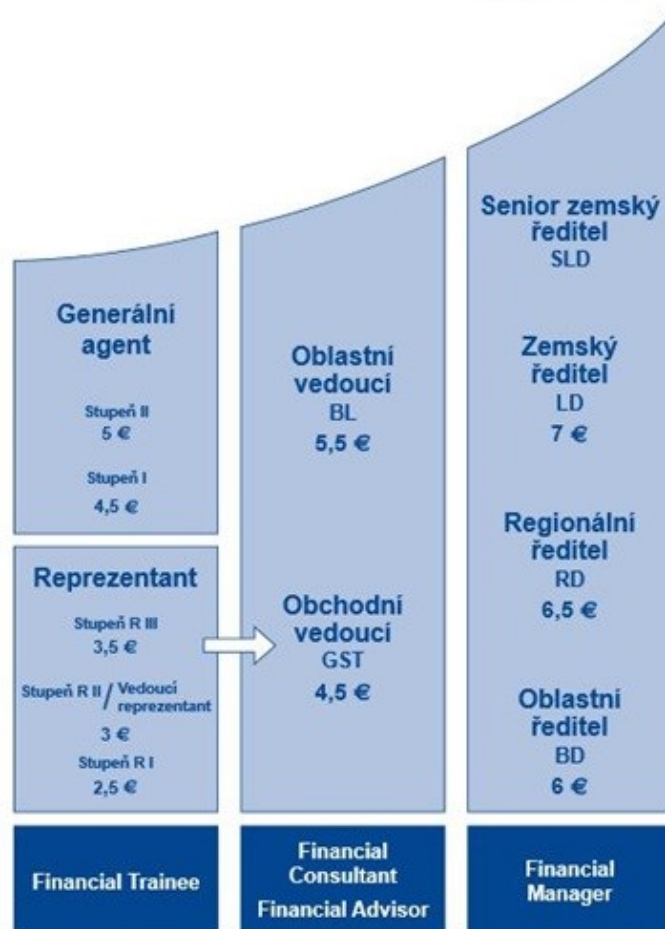 Generální
agent
Stupeň II
5 €
Stupeň I
4,5 €
Reprezentant
Stupeň R III
3,5 €
Stupeň R II / Vedoucí
reprezentant
3 €
Stupeň R I
2,5 €
Financial Trainee
Oblastní
vedoucí
BL
5,5 €
Obchodní
vedoucí
GST
4,5 €
Financial
Consultant
Financial Advisor
Senior zemský
ředitel
SLD
Zemský
ředitel
LD
7 €
Regionální
ředitel
RD
6,5 €
Oblastní
ředitel
BD
6 €
Financial
Manager